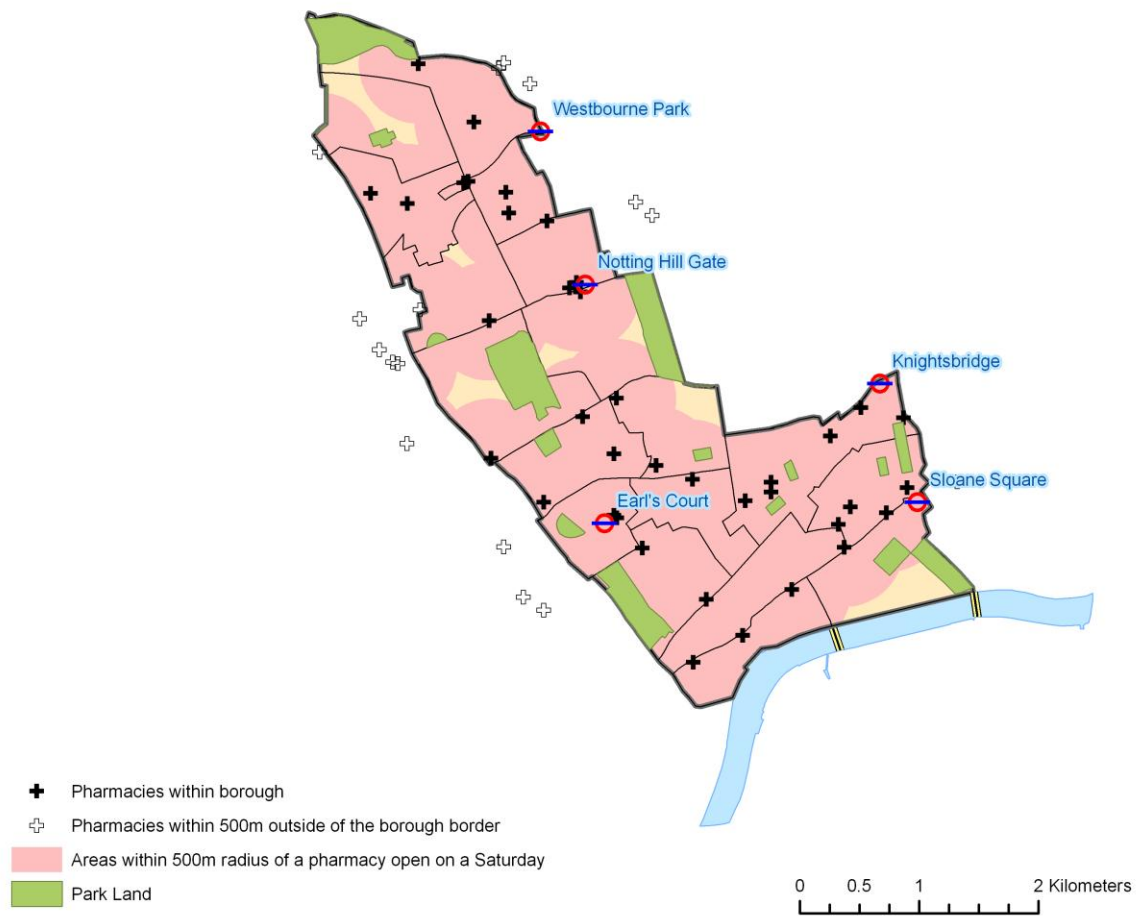 Westbourne Park
Notting Hill Gate
Knightsbridge
Sloane Square
Earl's Court
Pharmacies within borough
Pharmacies within 500m outside of the borough border
Areas within 500m radius of a pharmacy open on a Saturday
Park Land
0 0.5 1 2 Kilometers